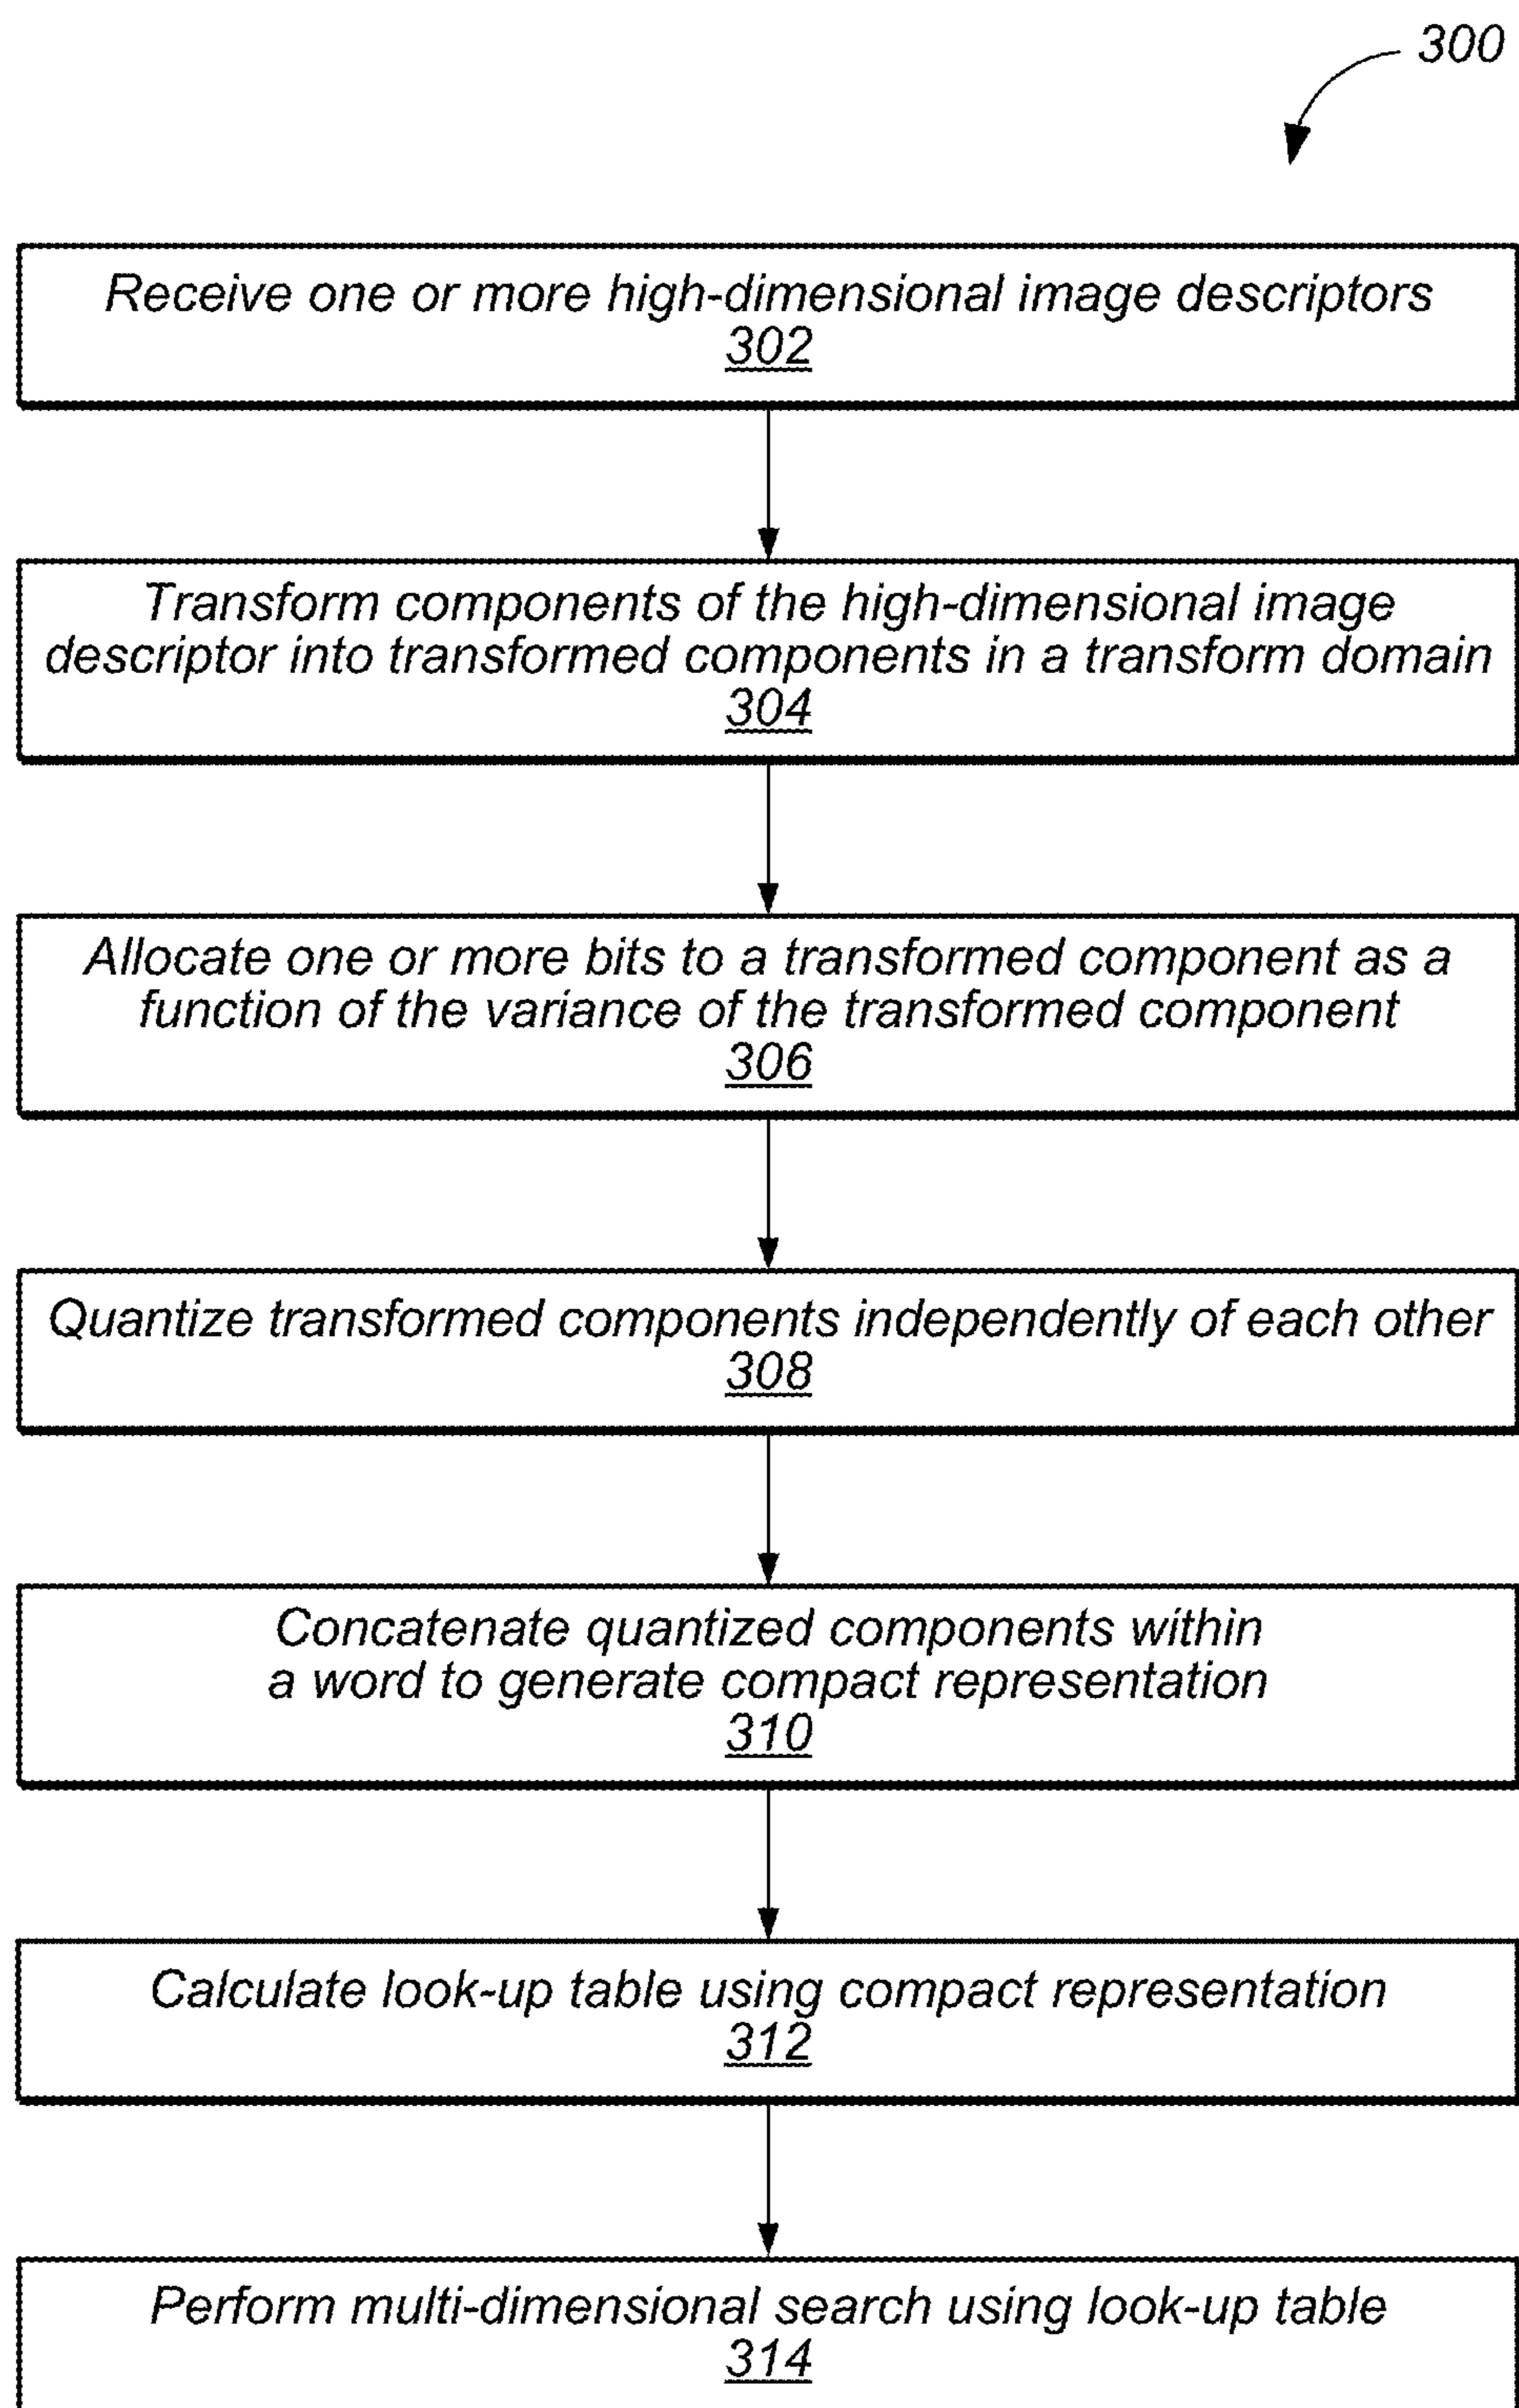 300
Receive one or more high-dimensional image descriptors
302
Transform components of the high-dimensional image
descriptor into transformed components in a transform domain
304
Allocate one or more bits to a transformed component as a
function of the variance of the transformed component
306
Quantize transformed components independently of each other
308
Concatenate quantized components within
a word to generate compact representation
310
Calculate look-up table using compact representation
312
Perform multi-dimensional search using look-up table
314